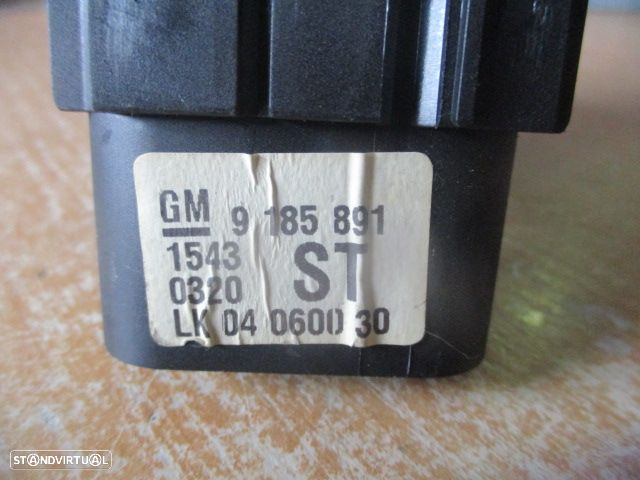 GM 9 185 891
1543
0320 ST
LK 04 0600 30
STANDVIRTUAL